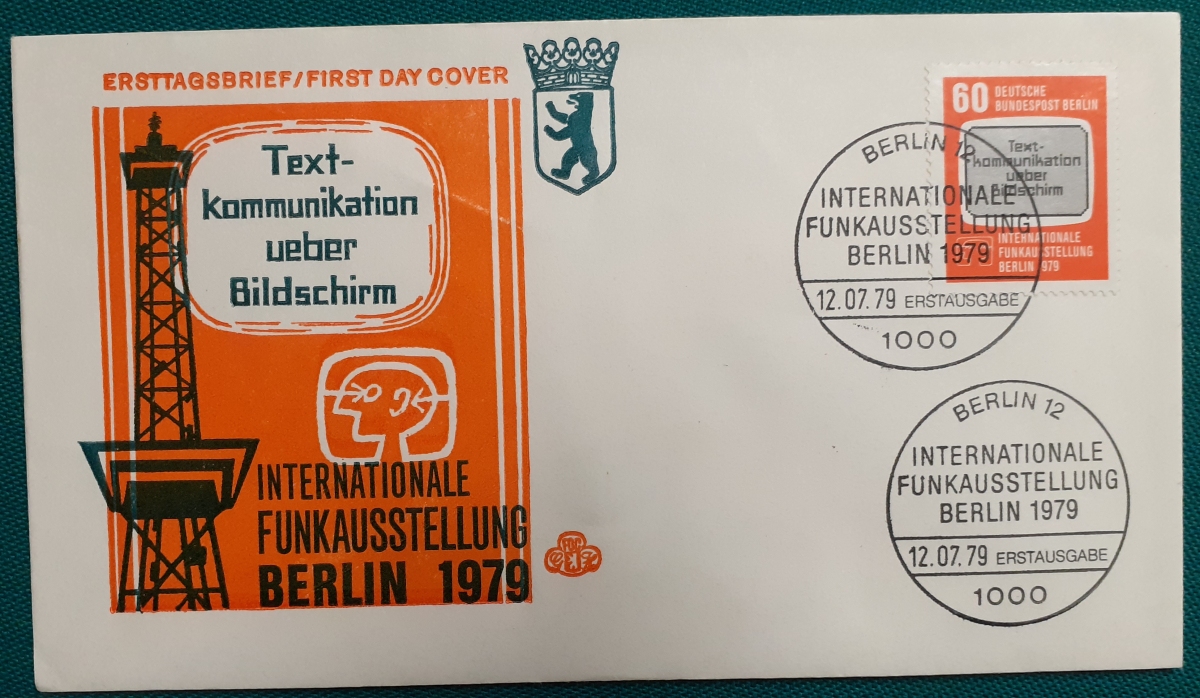 ERSTTAGSBRIEF/FIRST DAY COVER
Text-
kommunikation
ueber
Bildschirm
INTERNATIONALE
FUNKAUSSTELLUNG
BERLIN 1979
FDC
60 DEUTSCHE
BUNDESPOST BERLIN
Text-
kommunikation
ueber
Bildschirm
INTERNATIONALE
FUNKAUSSTELLUNG
BERLIN 1979
BERLIN 12
INTERNATIONALE
FUNKAUSSTELLUNG
BERLIN 1979
12.07.79 ERSTAUSGABE
1000
BERLIN 12
INTERNATIONALE
FUNKAUSSTELLUNG
BERLIN 1979
12.07.79 ERSTAUSGABE
1000